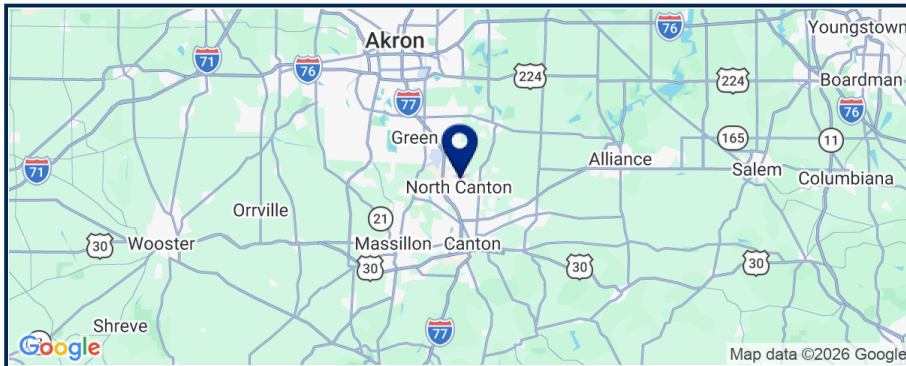 Youngstown
76
71
Akron
76
224
224
Boardman
77
76
Green
165
11
71
Alliance
Salem
North Canton
Columbiana
Orrville
21
30
Wooster
Massillon
Canton
30
30
30
Shreve
77
Google
Map data ©2026 Google